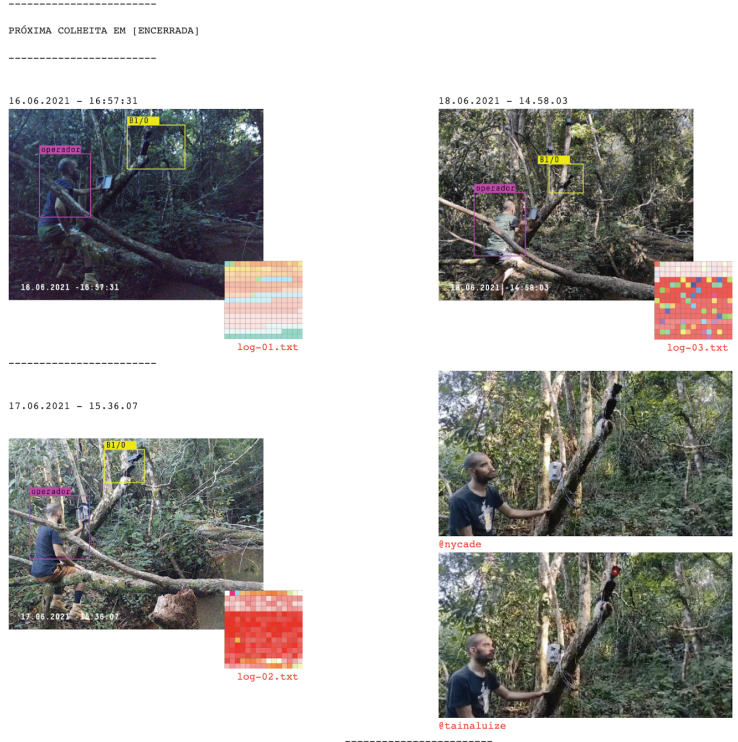 ------------------------
PRÓXIMA COLHEITA EM [ENCERRADA]
------------------------
16.06.2021 - 16:57:31
B1/0
operador
16.06.2021 -16:57:31
log-01.txt
------------------------
17.06.2021 - 15.36.07
B1/0
operador
17.06.2021 -15:36:07
log-02.txt
18.06.2021 - 14.58.03
B1/0
operador
18.06.2021 -14:58:03
log-03.txt
@nycade
@tainaluize
------------------------